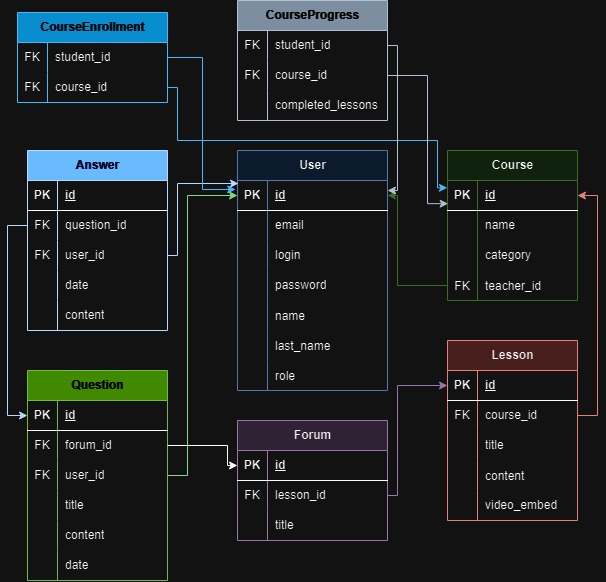 CourseEnrollment
FK student_id
FK course_id
CourseProgress
FK student_id
FK course_id
completed_lessons
Answer
PK id
FK question_id
FK user_id
date
content
User
PK id
email
login
password
name
last_name
role
Course
PK id
name
category
FK teacher_id
Question
PK id
FK forum_id
FK user_id
title
content
date
Forum
PK id
FK lesson_id
title
Lesson
PK id
FK course_id
title
content
video_embed